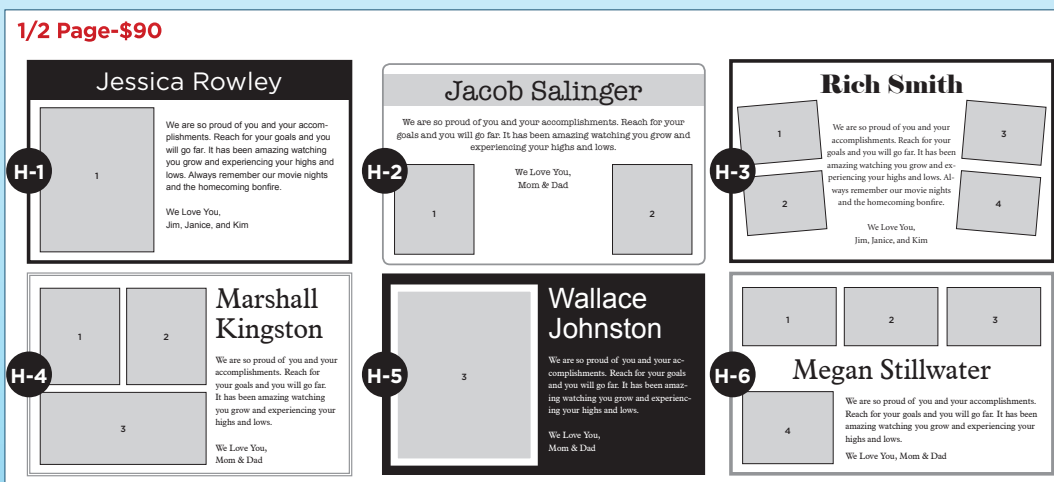 1/2 Page-$90
Jessica Rowley
H-1
1
We are so proud of you and your accom-
plishments. Reach for your goals and you
will go far. It has been amazing watching
you grow and experiencing your highs and
lows. Always remember our movie nights
and the homecoming bonfire.
We Love You,
Jim, Janice, and Kim
Jacob Salinger
We are so proud of you and your accomplishments. Reach for your
goals and you will go far. It has been amazing watching you grow and
experiencing your highs and lows.
We Love You,
Mom & Dad
H-2
1
2
Rich Smith
H-3
1
2
We are so proud of you and your
accomplishments. Reach for your
goals and you will go far. It has been
amazing watching you grow and ex-
periencing your highs and lows. Al-
ways remember our movie nights
and the homecoming bonfire.
We Love You,
Jim, Janice, and Kim
3
4
H-4
1
2
3
Marshall
Kingston
We are so proud of you and your
accomplishments. Reach for
your goals and you will go far.
It has been amazing watching
you grow and experiencing your
highs and lows.
We Love You,
Mom & Dad
H-5
3
Wallace
Johnston
We are so proud of you and your ac-
complishments. Reach for your goals
and you will go far. It has been amaz-
ing watching you grow and experienc-
ing your highs and lows.
We Love You,
Mom & Dad
H-6
1
2
3
Megan Stillwater
4
We are so proud of you and your accomplishments.
Reach for your goals and you will go far. It has been
amazing watching you grow and experiencing your
highs and lows.
We Love You, Mom & Dad